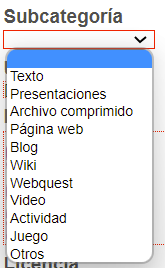 Subcategoría
Texto
Presentaciones
Archivo comprimido
Página web
Blog
Wiki
Webquest
Video
Actividad
Juego
Otros
Licencia